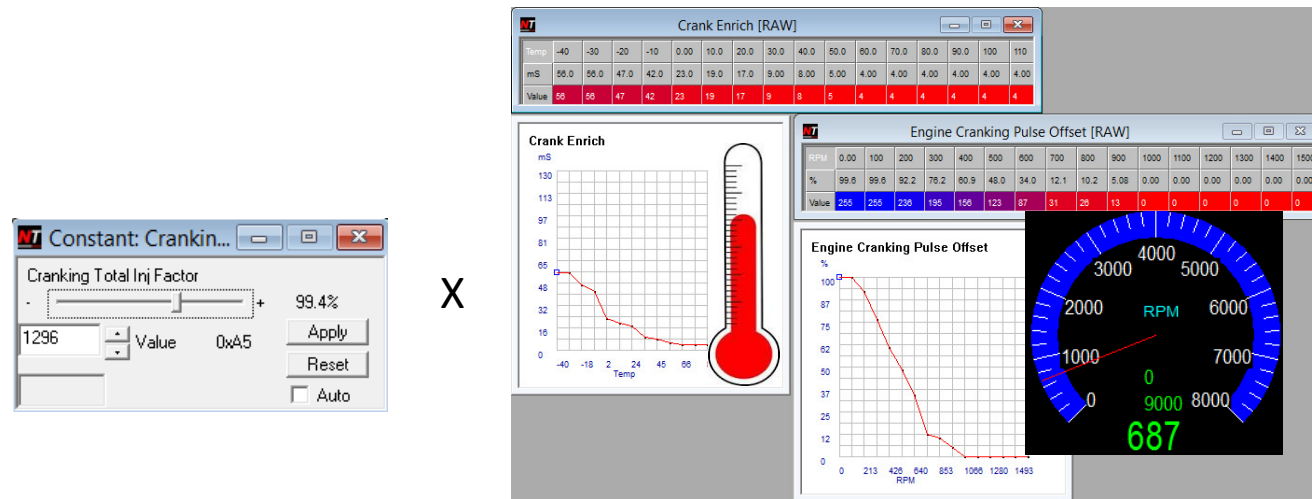 NT Crank Enrich [RAW]
Temp -40 -30 -20 -10 0.00 10.0 20.0 30.0 40.0 50.0 60.0 70.0 80.0 90.0 100 110
mS 56.0 56.0 47.0 42.0 23.0 19.0 17.0 9.00 8.00 5.00 4.00 4.00 4.00 4.00 4.00 4.00
Value 56 56 47 42 23 19 17 9 8 5 4 4 4 4 4 4
Crank Enrich
mS
130
113
97
81
65
48
32
16
0
-40 -18 2 24 45 66
Temp
NT Engine Cranking Pulse Offset [RAW]
RPM 0.00 100 200 300 400 500 600 700 800 900 1000 1100 1200 1300 1400 1500
% 99.6 99.6 92.2 76.2 60.9 48.0 34.0 12.1 10.2 5.08 0.00 0.00 0.00 0.00 0.00 0.00
Value 255 255 236 195 156 123 87 31 26 13 0 0 0 0 0 0
Engine Cranking Pulse Offset
%
100
87
75
62
50
37
25
12
0
0 213 426 640 853 1066 1280 1493
RPM
0 1000 2000 3000 4000 5000 6000 7000 8000
RPM
0
9000
687
NT Constant: Crankin...
Cranking Total Inj Factor
- + 99.4%
1296 Value 0xA5 Apply
Reset
Auto
X